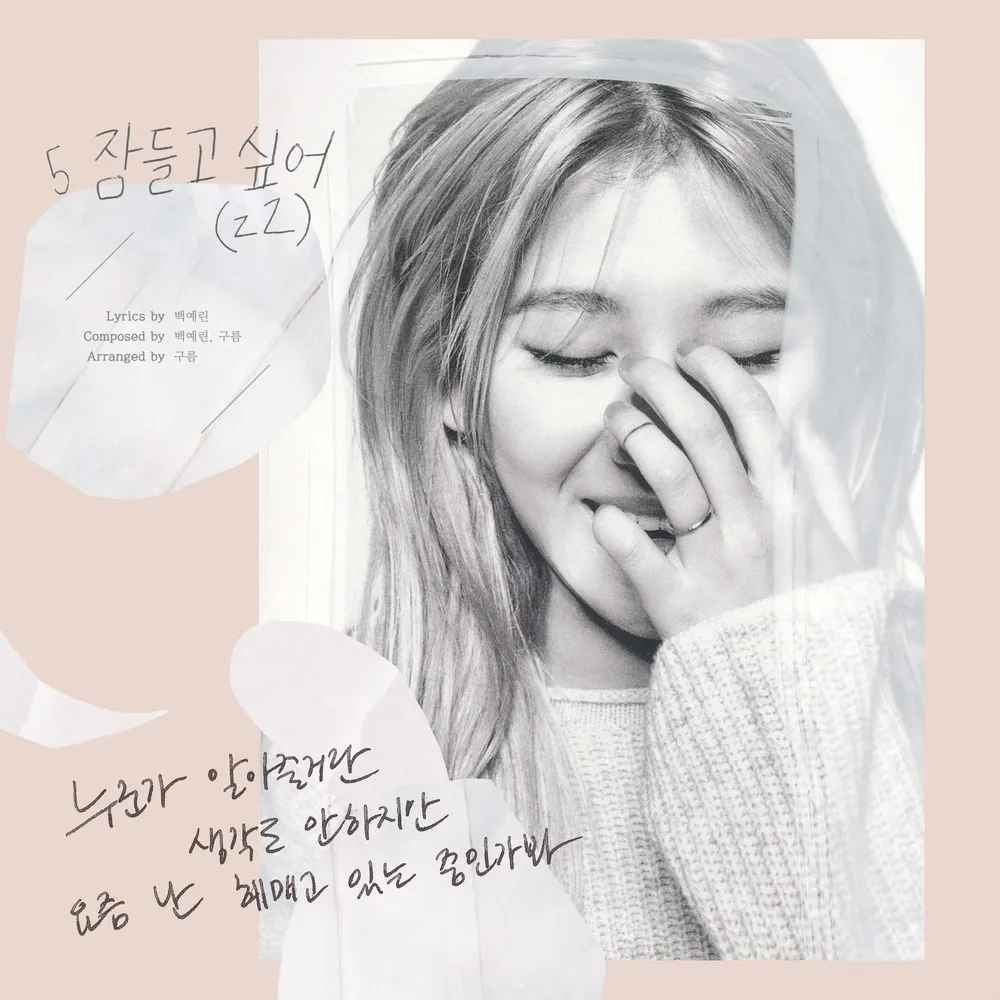 5 잠들고 싶어
(zZ)
Lyrics by 백예린
Composed by 백예린, 구름
Arranged by 구름
누군가 알아줄거란
생각도 안하지만
요즘 난 헤매고 있는 중인가봐